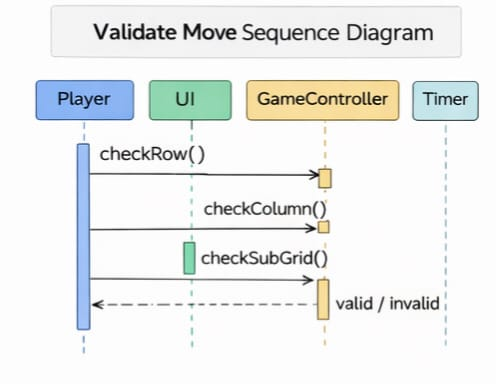 Validate Move Sequence Diagram
Player
UI
GameController
Timer
checkRow()
checkColumn()
checkSubGrid()
valid / invalid